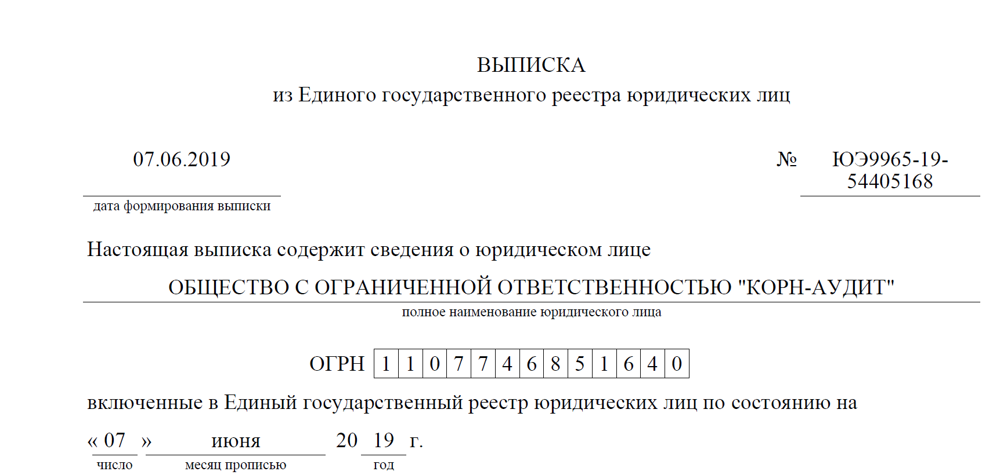 ВЫПИСКА
из Единого государственного реестра юридических лиц
07.06.2019 № ЮЭ9965-19-
54405168
дата формирования выписки
Настоящая выписка содержит сведения о юридическом лице
ОБЩЕСТВО С ОГРАНИЧЕННОЙ ОТВЕТСТВЕННОСТЬЮ "КОРН-АУДИТ"
полное наименование юридического лица
ОГРН 1 1 0 7 7 4 6 8 5 1 6 4 0
включенные в Единый государственный реестр юридических лиц по состоянию на
« 07 » июня 20 19 г.
число месяц прописью год